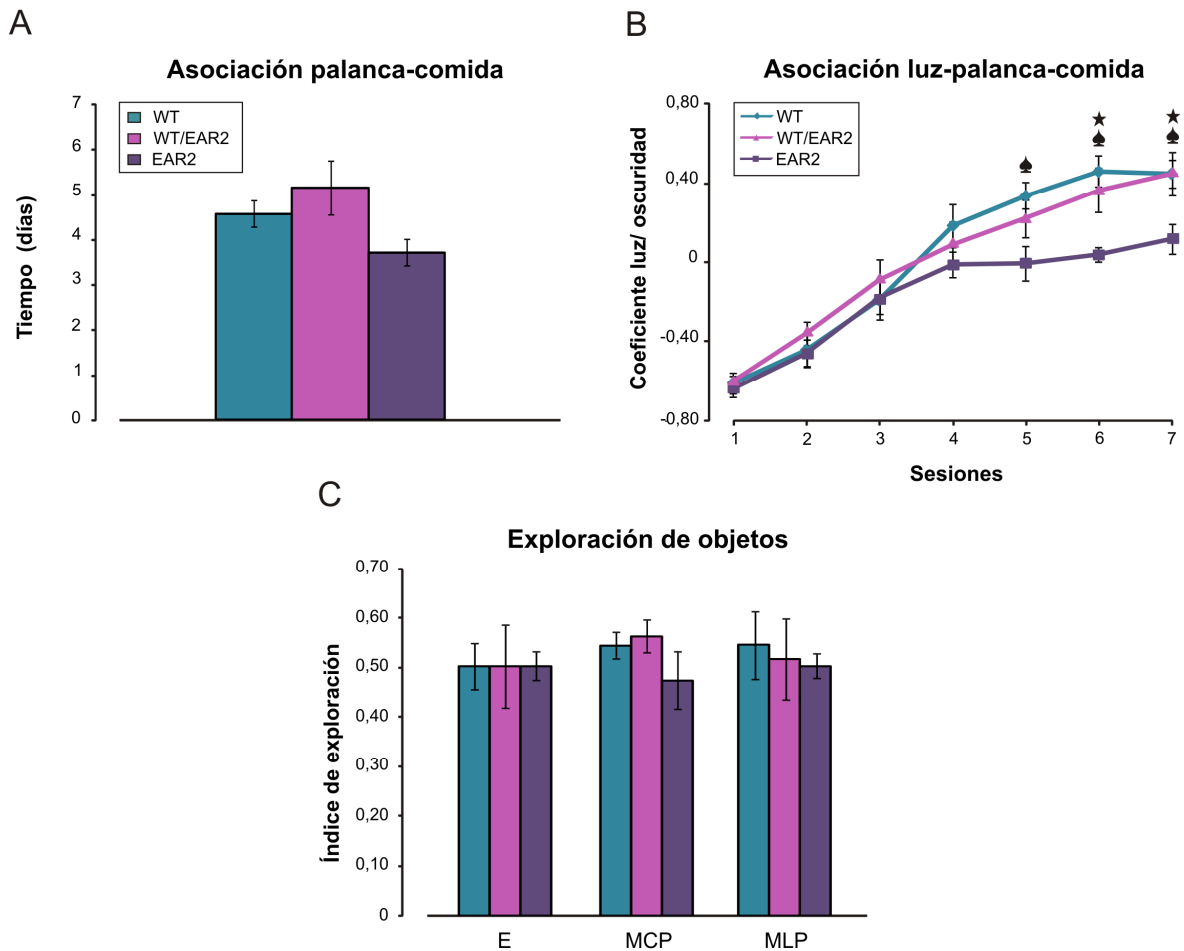 A
Asociación palanca-comida
7
6
5
4
3
2
1
0
Tiempo (días)
WT
WT/EAR2
EAR2
B
Asociación luz-palanca-comida
0,80
0,40
0
-0,40
-0,80
Coeficiente luz/ oscuridad
WT
WT/EAR2
EAR2
1 2 3 4 5 6 7
Sesiones
C
Exploración de objetos
0,70
0,60
0,50
0,40
0,30
0,20
0,10
0
Índice de exploración
E MCP MLP